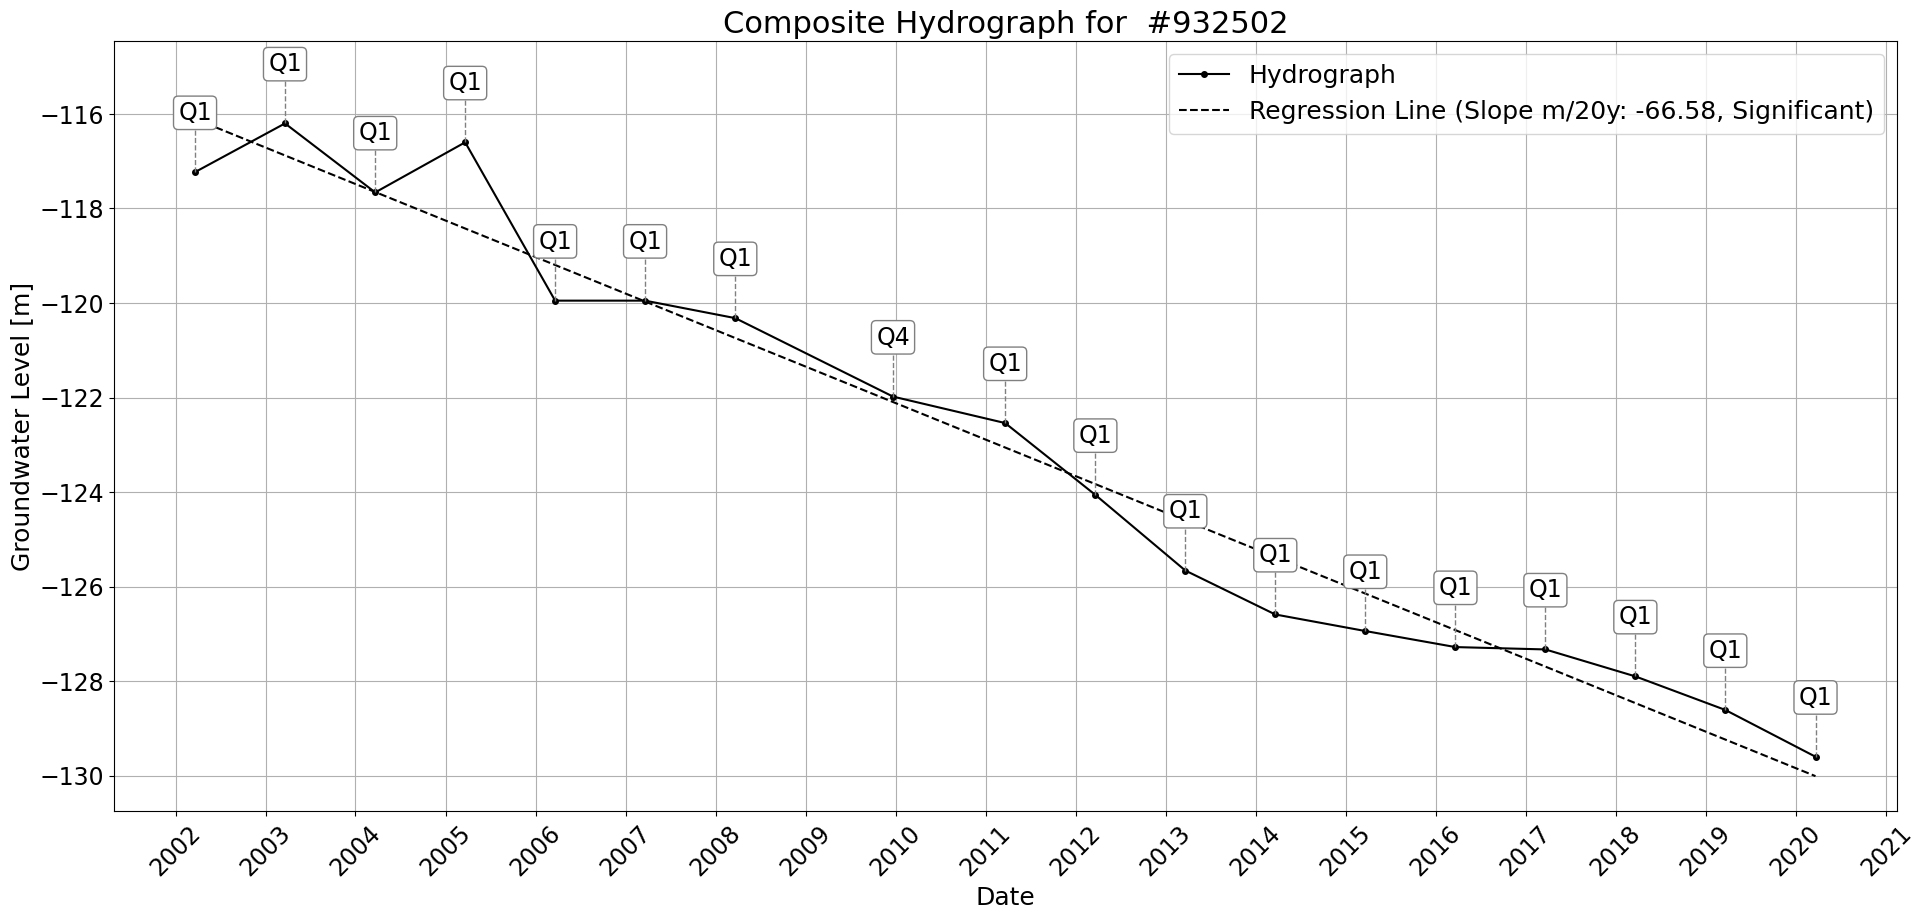 Composite Hydrograph for  #932502
Hydrograph
Regression Line (Slope m/20y: -66.58, Significant)
Q1
Q1
Q1
Q1
Q1
Q1
Q1
Q4
Q1
Q1
Q1
Q1
Q1
Q1
Q1
Q1
Q1
Q1
Groundwater Level [m]
−116
−118
−120
−122
−124
−126
−128
−130
2002
2003
2004
2005
2006
2007
2008
2009
2010
2011
2012
2013
2014
2015
2016
2017
2018
2019
2020
2021
Date